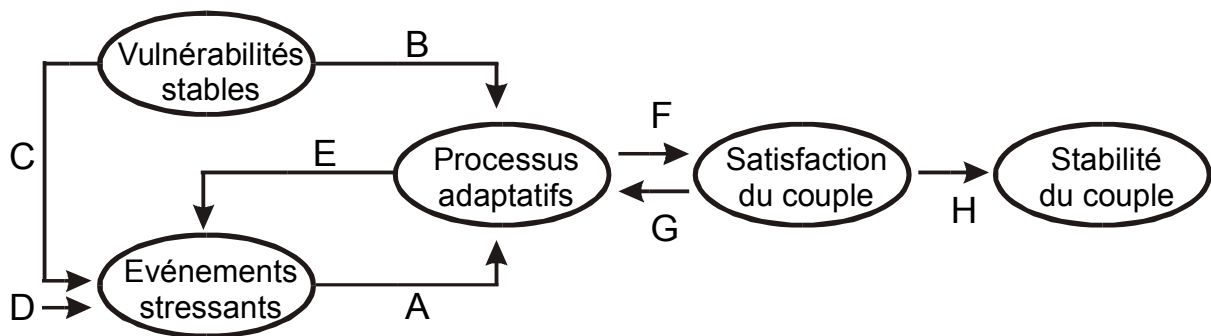 Vulnérabilités
stables
B
C
E
Processus
adaptatifs
F
G
Satisfaction
du couple
H
Stabilité
du couple
D
Evénements
stressants
A